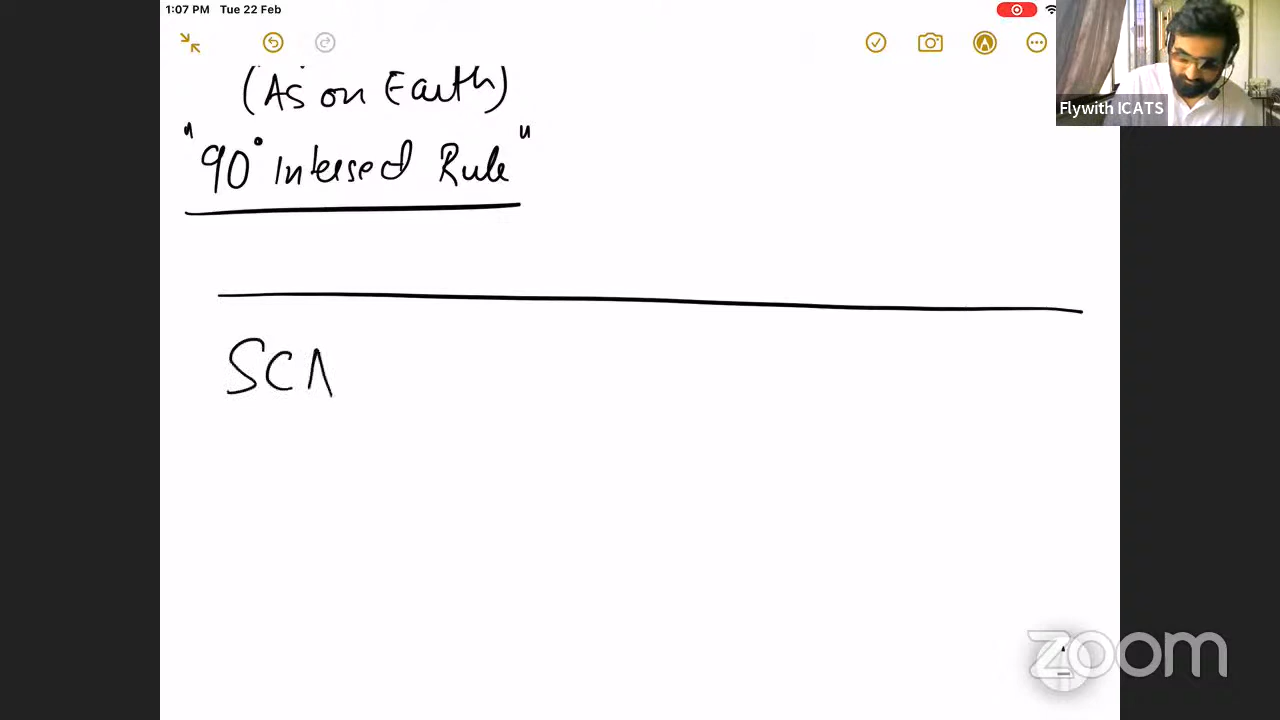 1:07 PM Tue 22 Feb
Flywith ICATS
(As on Earth)
"90° Intersect Rule"
SCA
zoom